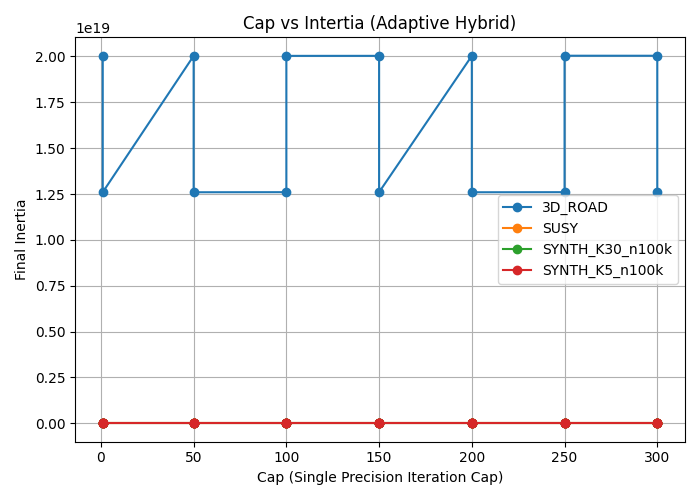 Cap vs Intertia (Adaptive Hybrid)
1e19
2.00
1.75
1.50
1.25
1.00
0.75
0.50
0.25
0.00
Final Inertia
3D_ROAD
SUSY
SYNTH_K30_n100k
SYNTH_K5_n100k
0 50 100 150 200 250 300
Cap (Single Precision Iteration Cap)